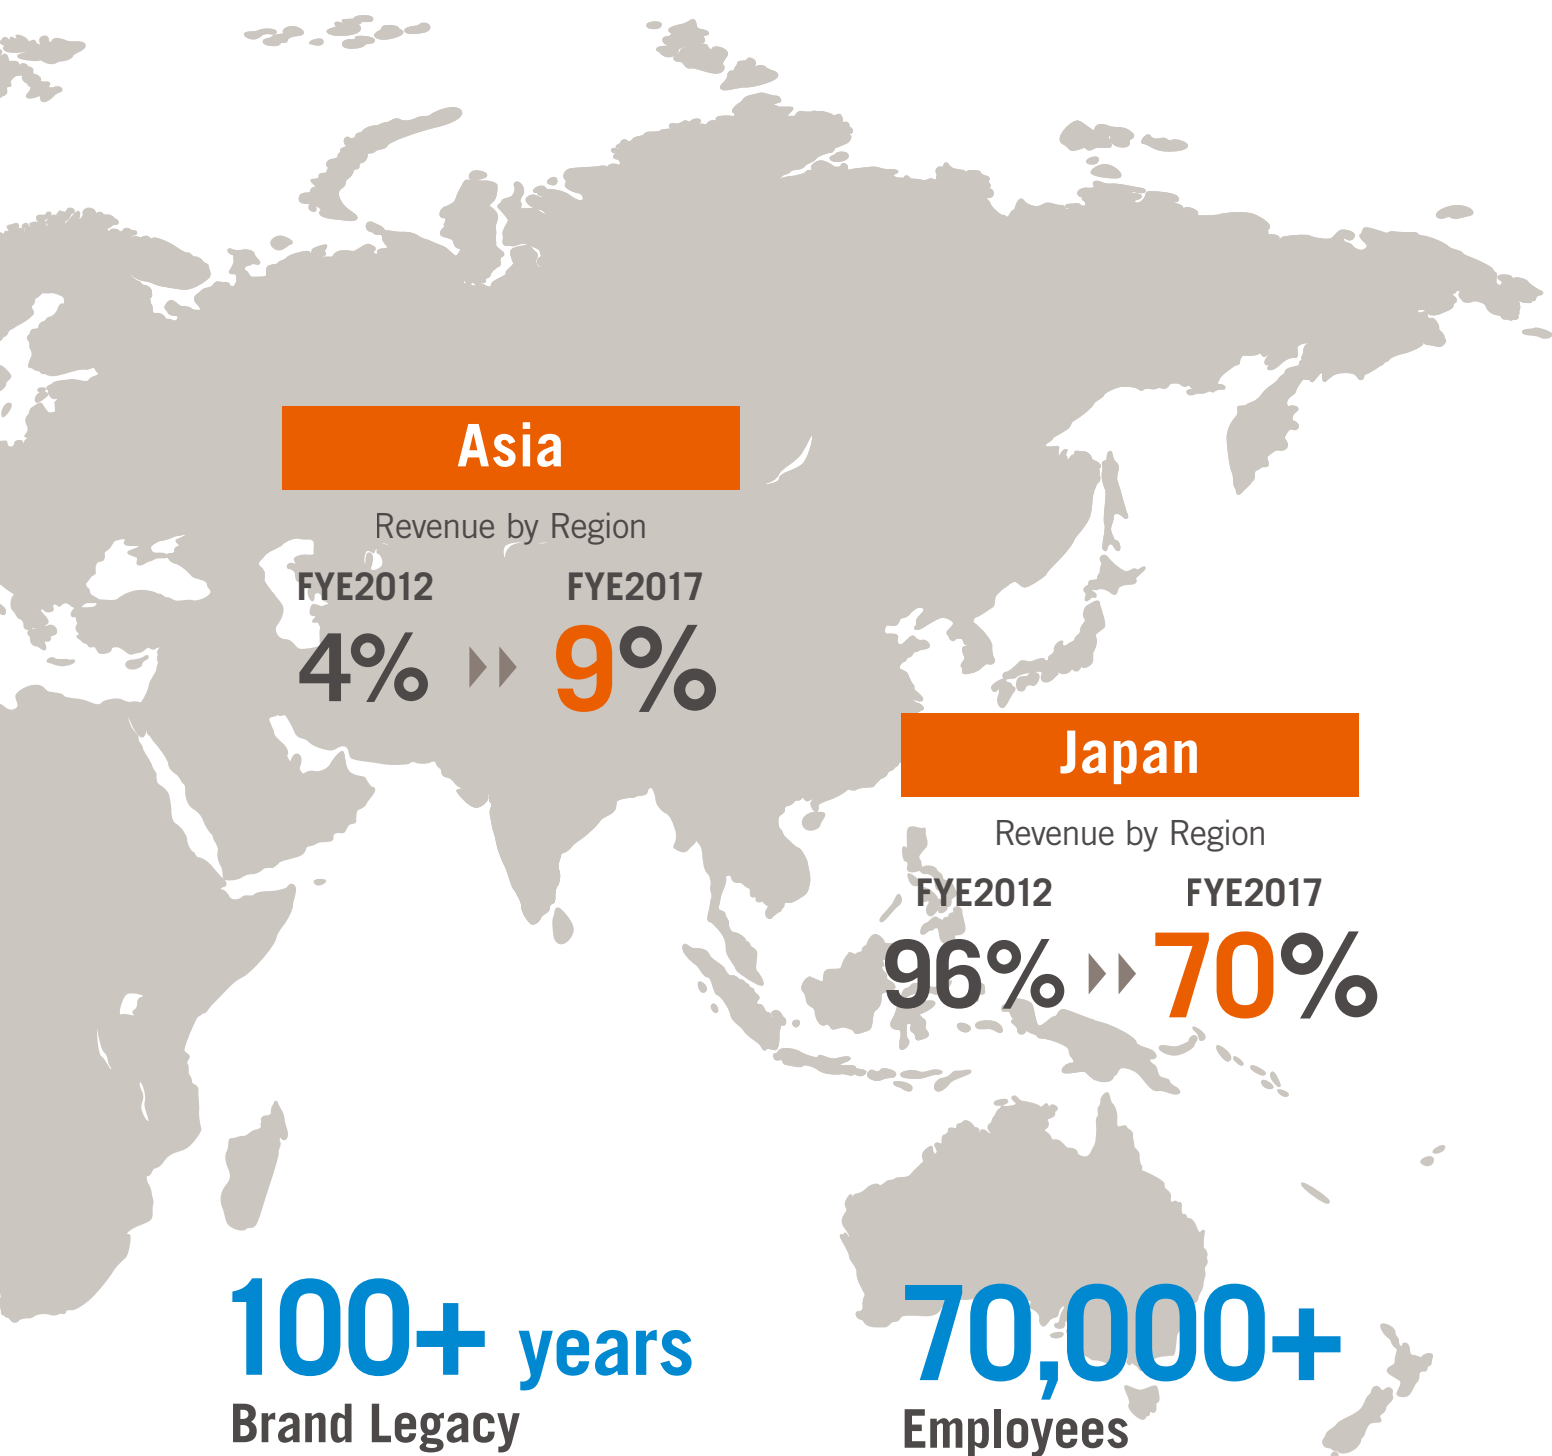 Asia
Revenue by Region
FYE2012 FYE2017
4% 9%
Japan
Revenue by Region
FYE2012 FYE2017
96% 70%
100+ years
Brand Legacy
70,000+
Employees